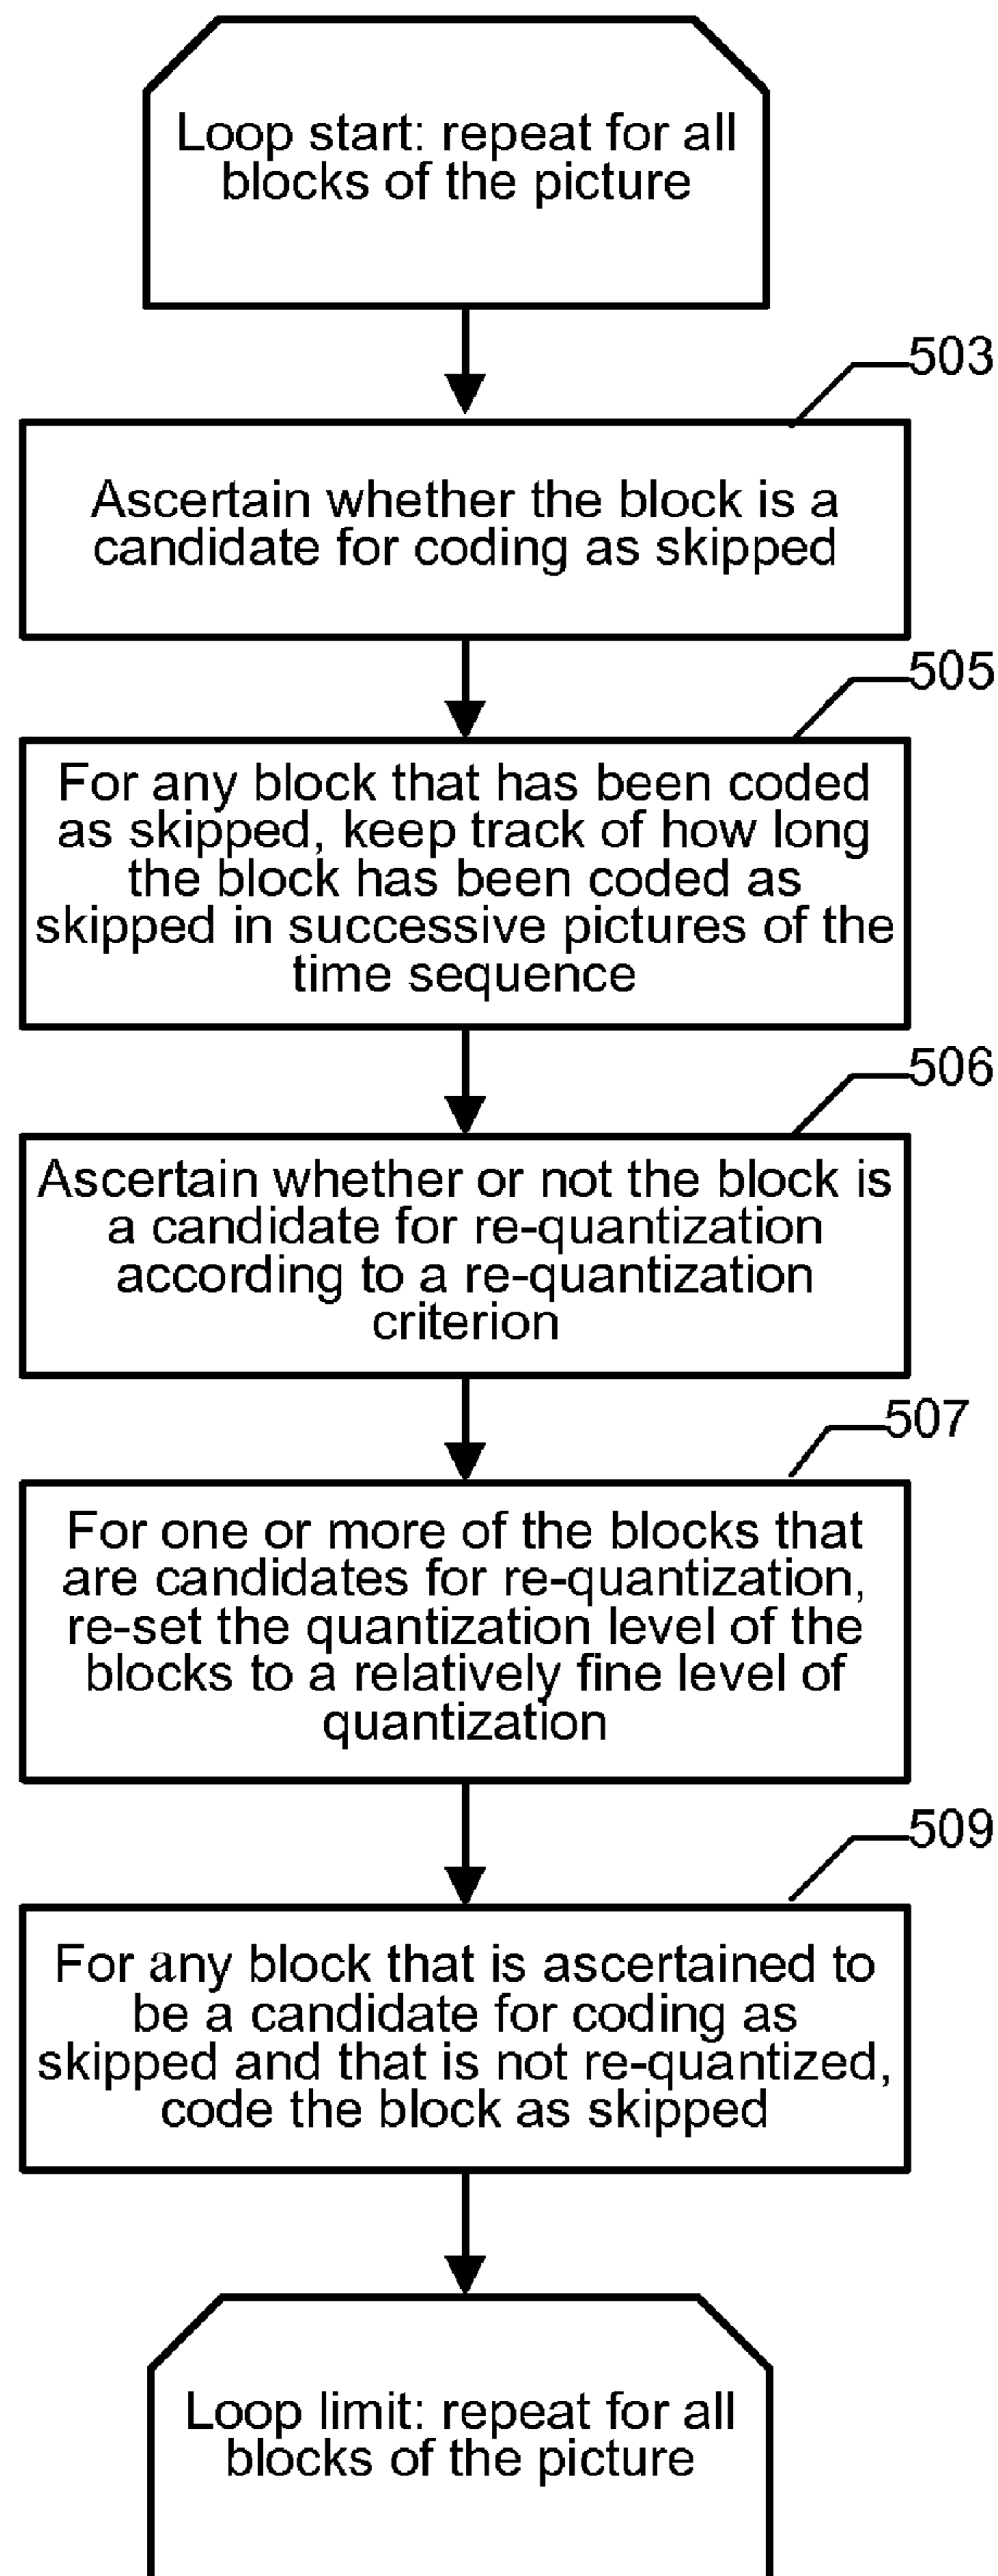 Loop start: repeat for all
blocks of the picture
503
Ascertain whether the block is a
candidate for coding as skipped
505
For any block that has been coded
as skipped, keep track of how long
the block has been coded as
skipped in successive pictures of the
time sequence
506
Ascertain whether or not the block is
a candidate for re-quantization
according to a re-quantization
criterion
507
For one or more of the blocks that
are candidates for re-quantization,
re-set the quantization level of the
blocks to a relatively fine level of
quantization
509
For any block that is ascertained to
be a candidate for coding as
skipped and that is not re-quantized,
code the block as skipped
Loop limit: repeat for all
blocks of the picture